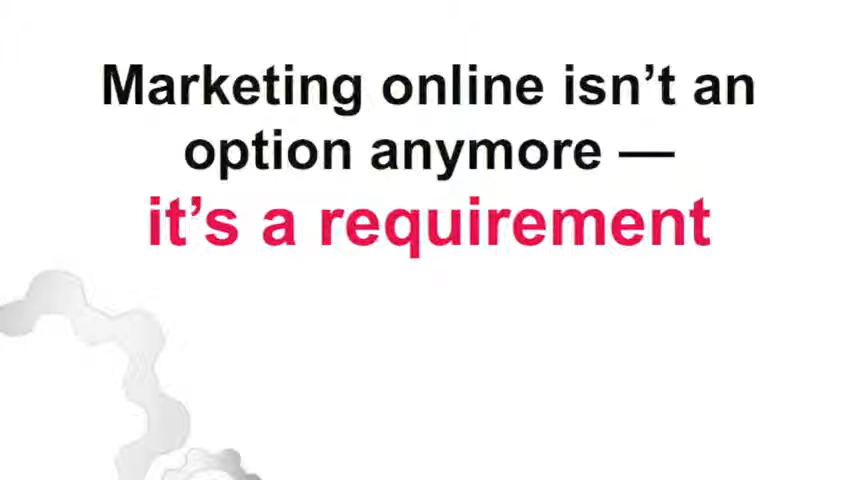 Marketing online isn’t an
option anymore —
it’s a requirement